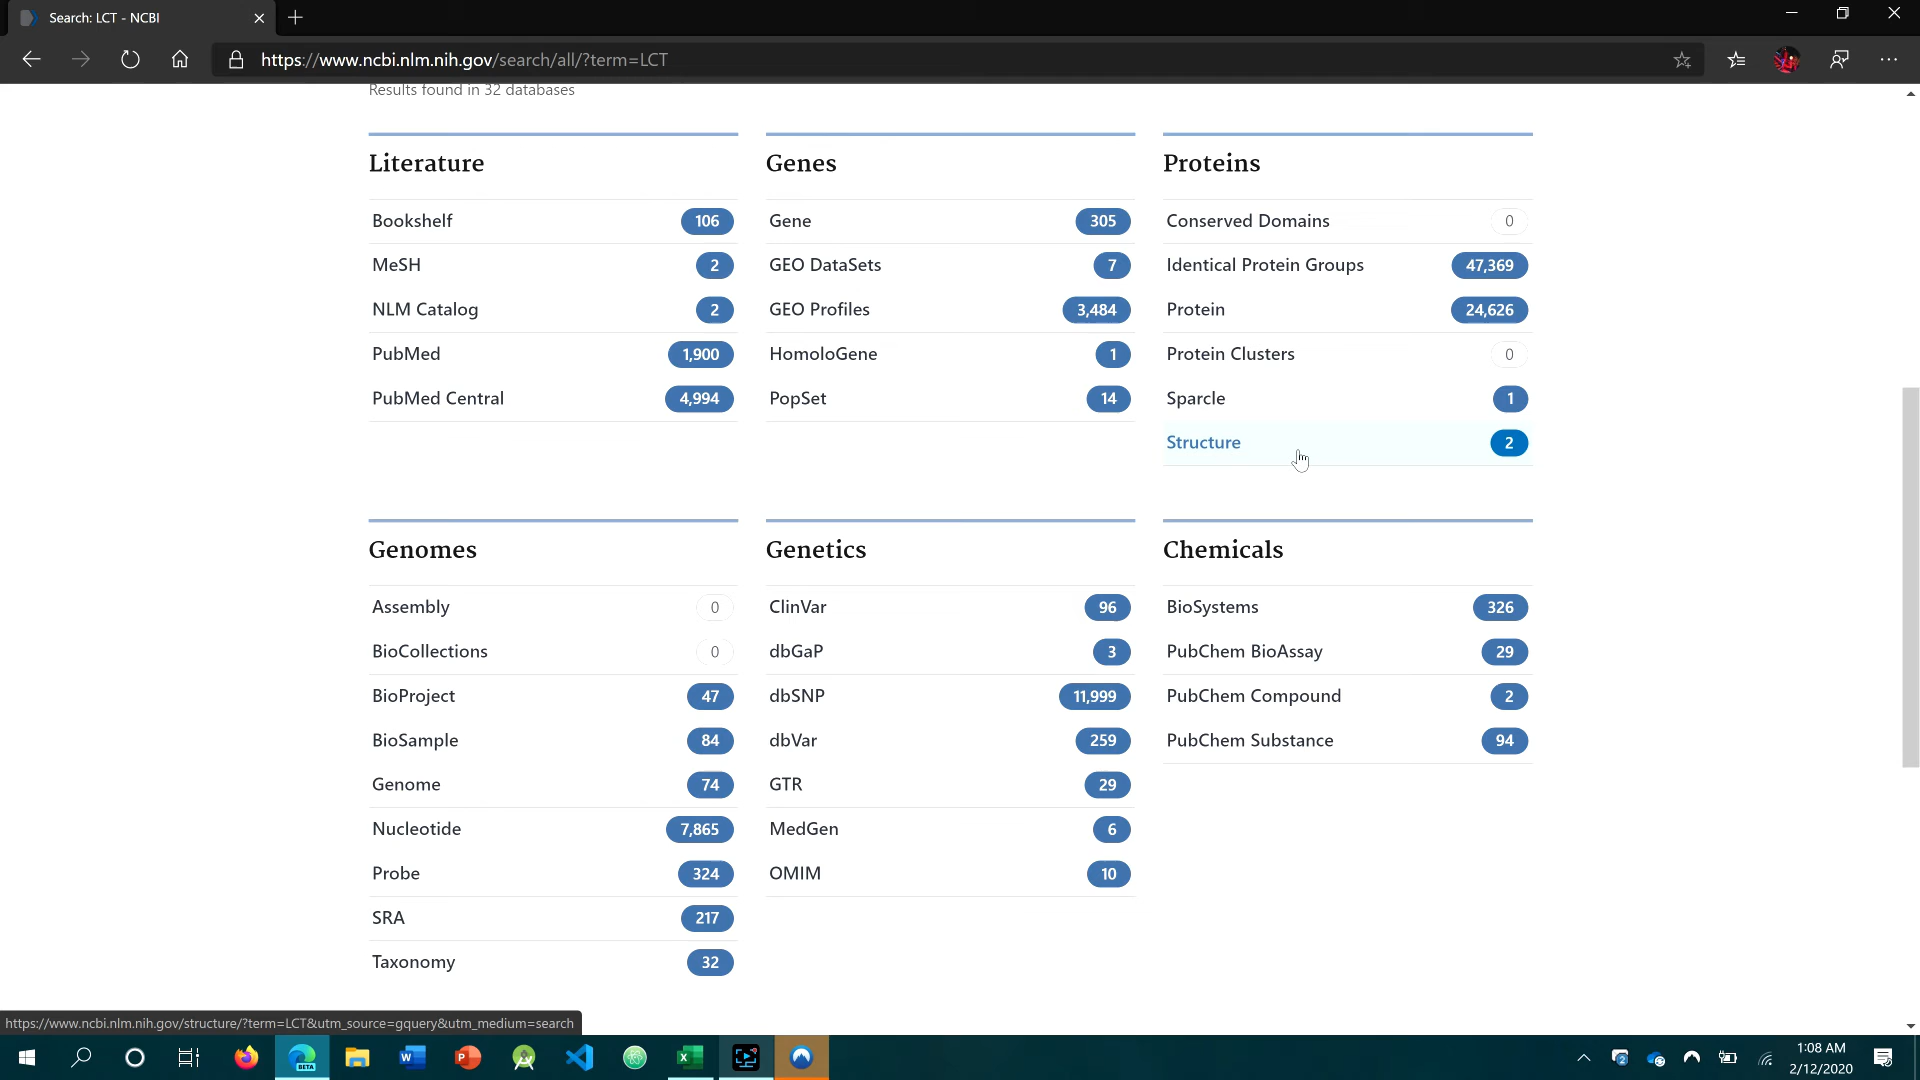 Search: LCT - NCBI
https://www.ncbi.nlm.nih.gov/search/all/?term=LCT
Results found in 32 databases
Literature
Bookshelf 106
MeSH 2
NLM Catalog 2
PubMed 1,900
PubMed Central 4,994
Genes
Gene 305
GEO DataSets 7
GEO Profiles 3,484
HomoloGene 1
PopSet 14
Proteins
Conserved Domains 0
Identical Protein Groups 47,369
Protein 24,626
Protein Clusters 0
Sparcle 1
Structure 2
Genomes
Assembly 0
BioCollections 0
BioProject 47
BioSample 84
Genome 74
Nucleotide 7,865
Probe 324
SRA 217
Taxonomy 32
Genetics
ClinVar 96
dbGaP 3
dbSNP 11,999
dbVar 259
GTR 29
MedGen 6
OMIM 10
Chemicals
BioSystems 326
PubChem BioAssay 29
PubChem Compound 2
PubChem Substance 94
https://www.ncbi.nlm.nih.gov/structure/?term=LCT&utm_source=gquery&utm_medium=search
BETA
1:08 AM
2/12/2020